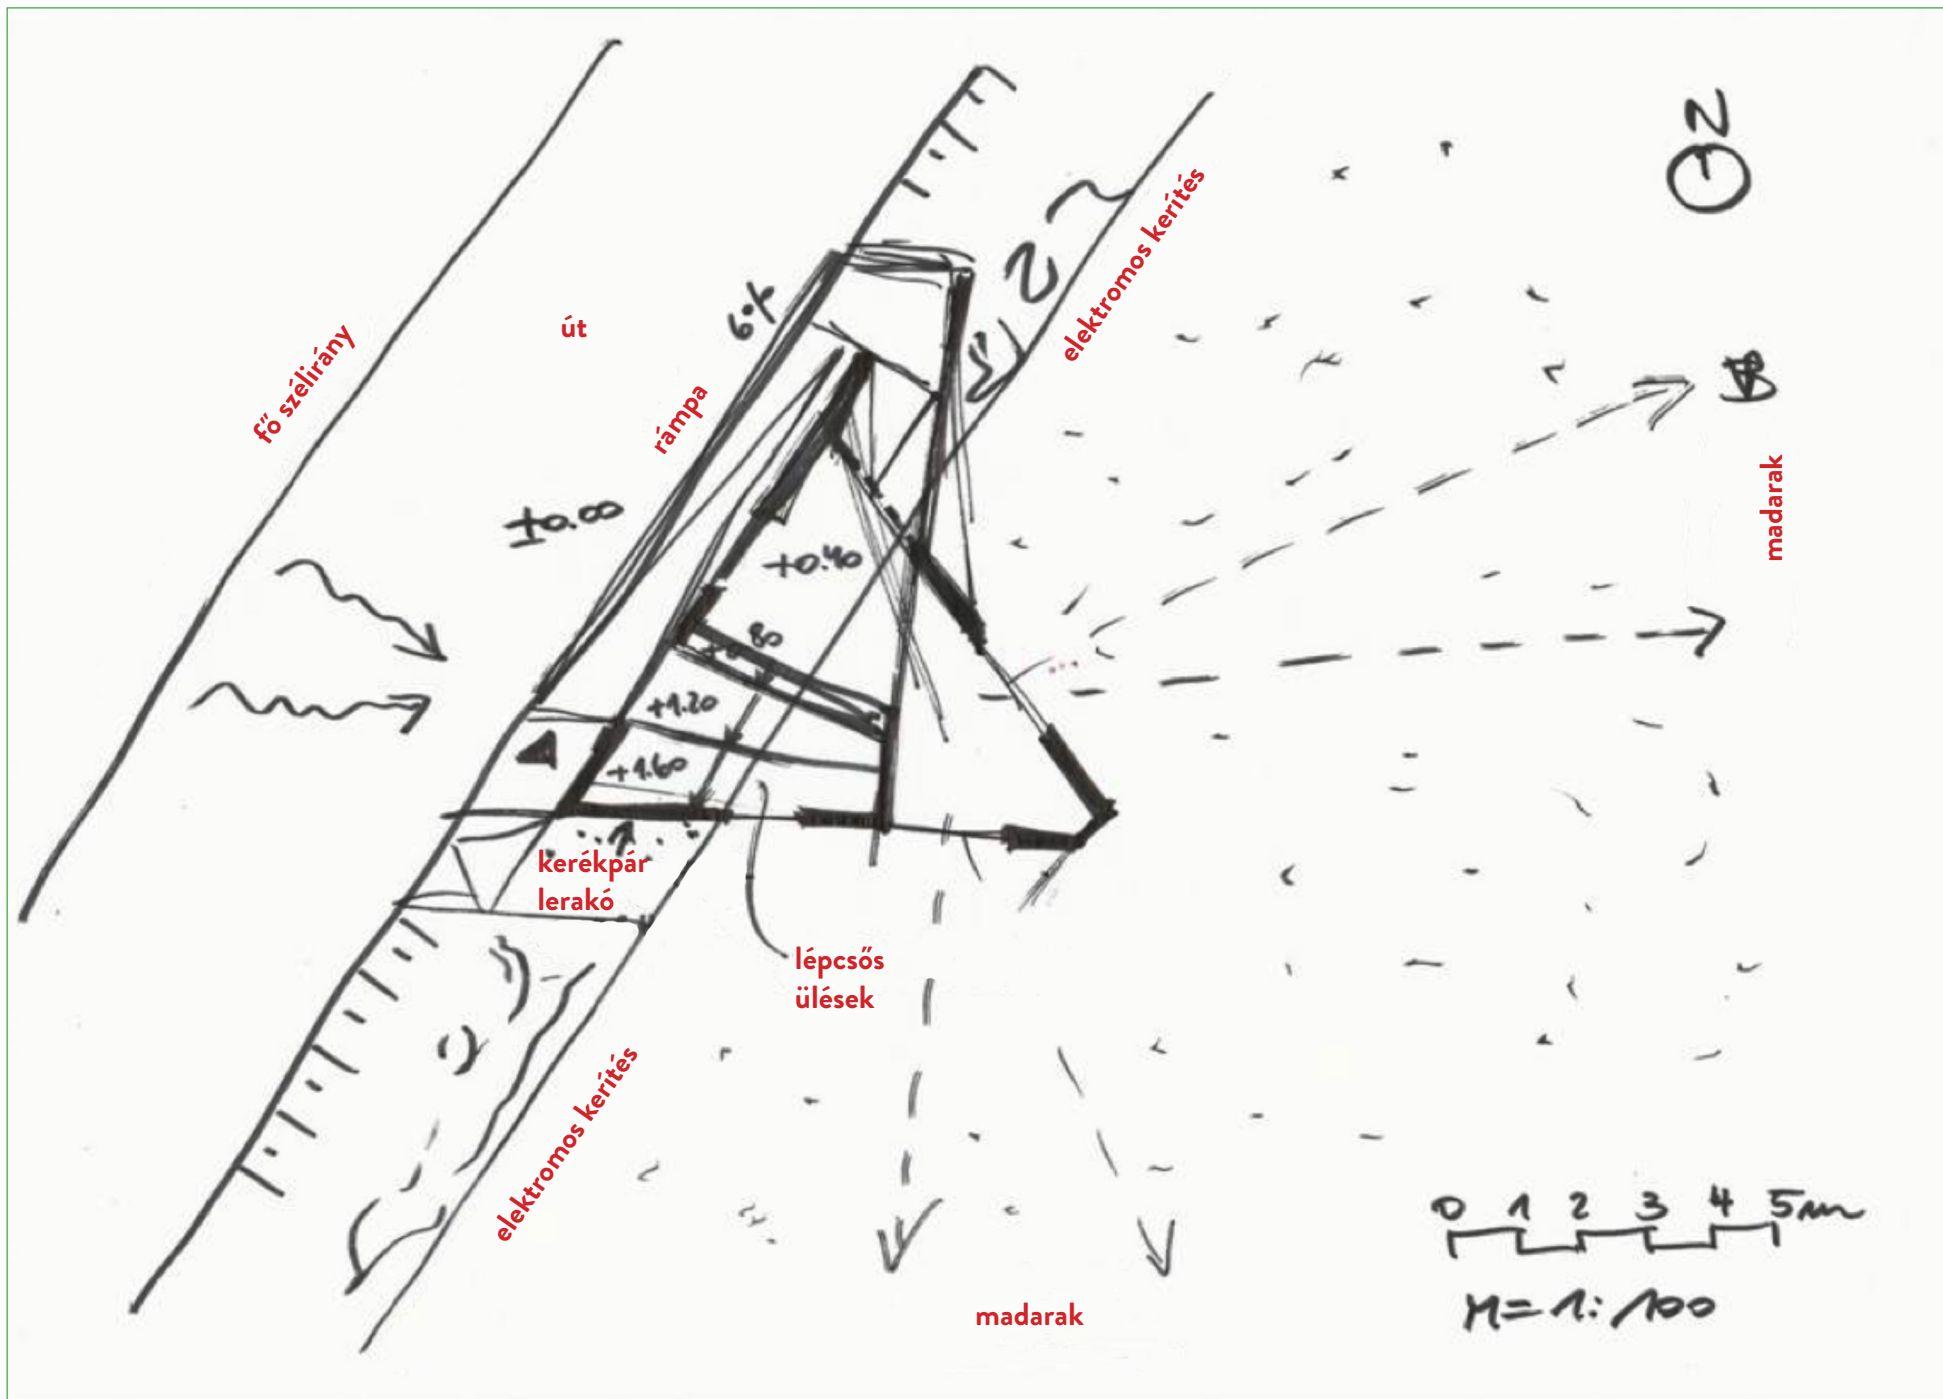 N
elektromos kerítés
fő szélirány
út
6%
rámpa
madarak
±0.00
+0.40
80
+1.20
+1.60
kerékpár
lerakó
lépcsős
ülések
elektromos kerítés
0 1 2 3 4 5m
M=1:100
madarak